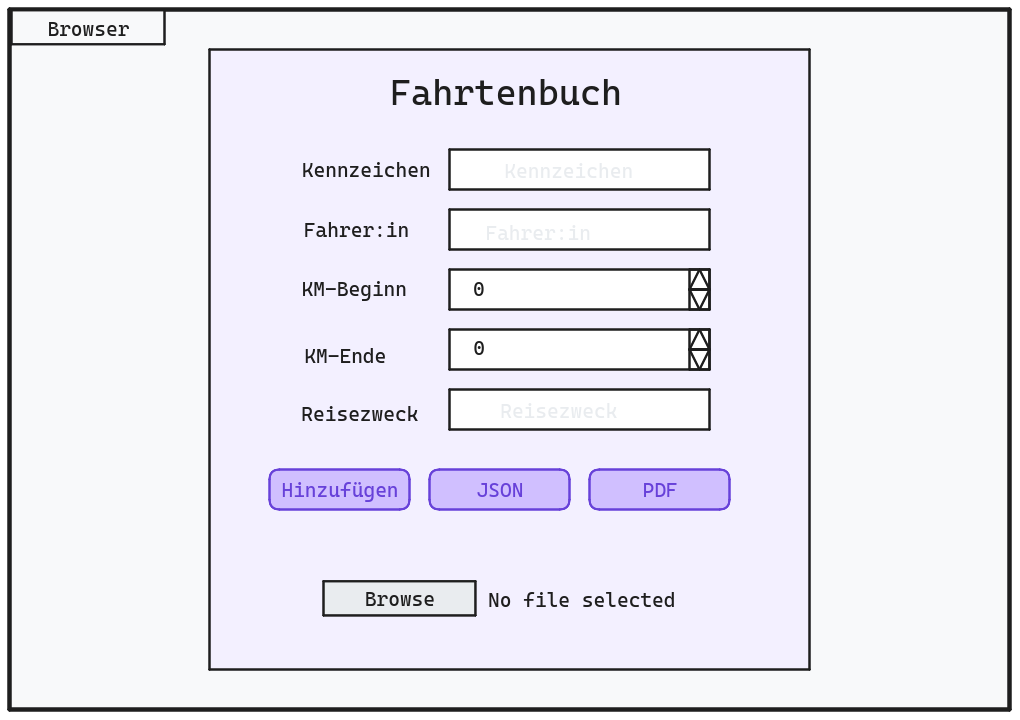 Browser
Fahrtenbuch
Kennzeichen Kennzeichen
Fahrer:in Fahrer:in
KM-Beginn 0
KM-Ende 0
Reisezweck Reisezweck
Hinzufügen JSON PDF
Browse No file selected